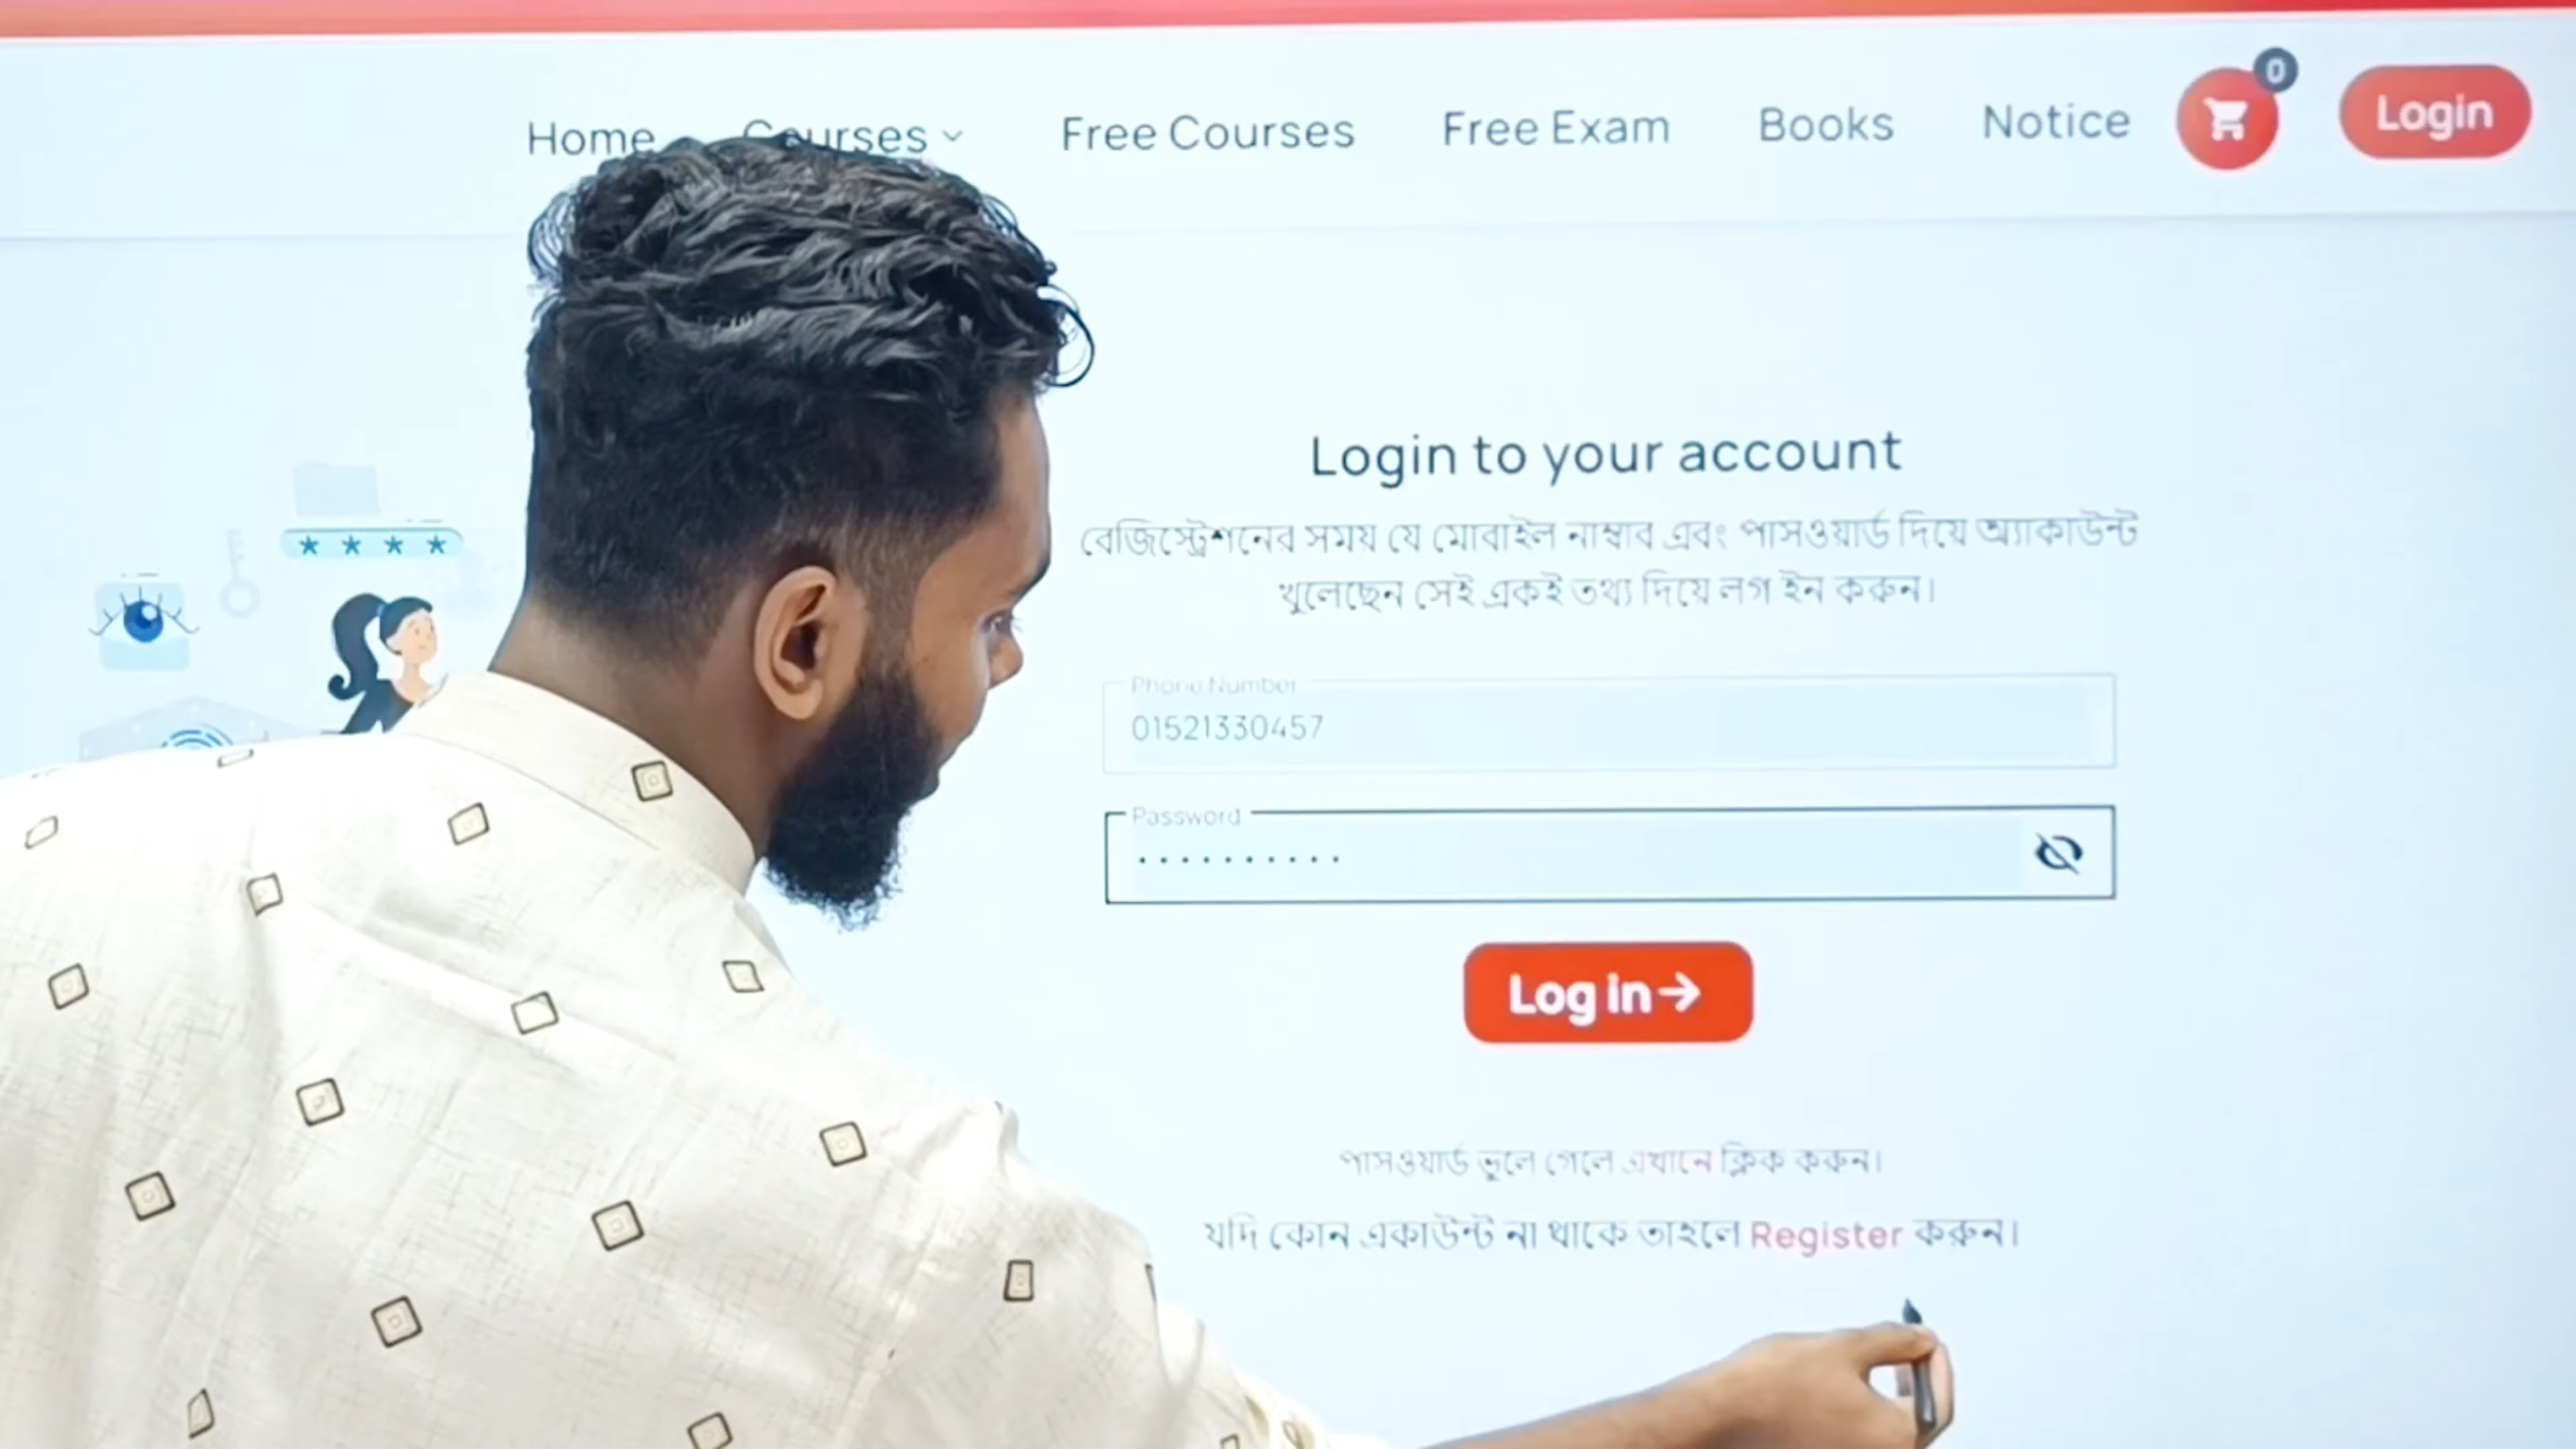 Home Courses Free Courses Free Exam Books Notice 0 Login
Login to your account
রেজিস্ট্রেশনের সময় যে মোবাইল নাম্বার এবং পাসওয়ার্ড দিয়ে অ্যাকাউন্ট
খুলেছেন সেই একই তথ্য দিয়ে লগ ইন করুন।
Phone Number
01521330457
Password
Log in
পাসওয়ার্ড ভুলে গেলে এখানে ক্লিক করুন।
যদি কোন একাউন্ট না থাকে তাহলে Register করুন।